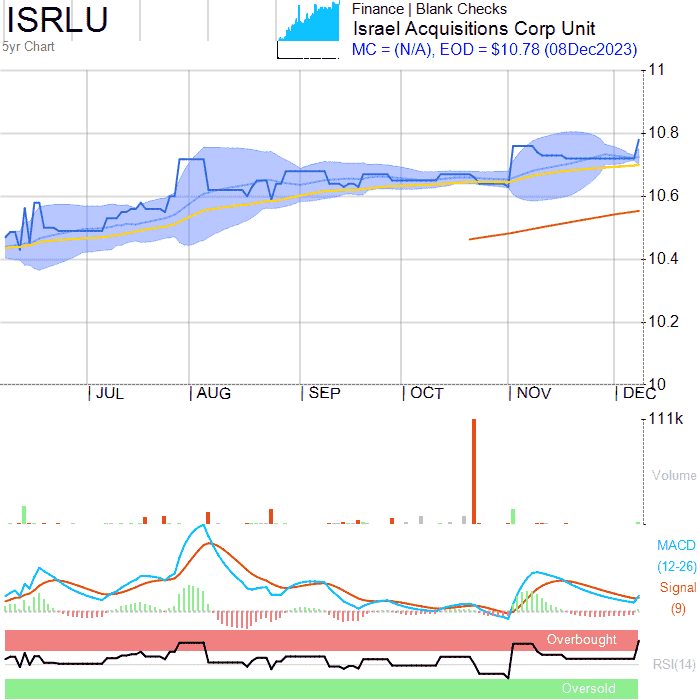 ISRLU
5yr Chart
Finance | Blank Checks
Israel Acquisitions Corp Unit
MC = (N/A), EOD = $10.78 (08Dec2023)
11
10.8
10.6
10.4
10.2
10
JUL AUG SEP OCT NOV DEC
111k
Volume
MACD
(12-26)
Signal
(9)
Overbought
RSI(14)
Oversold